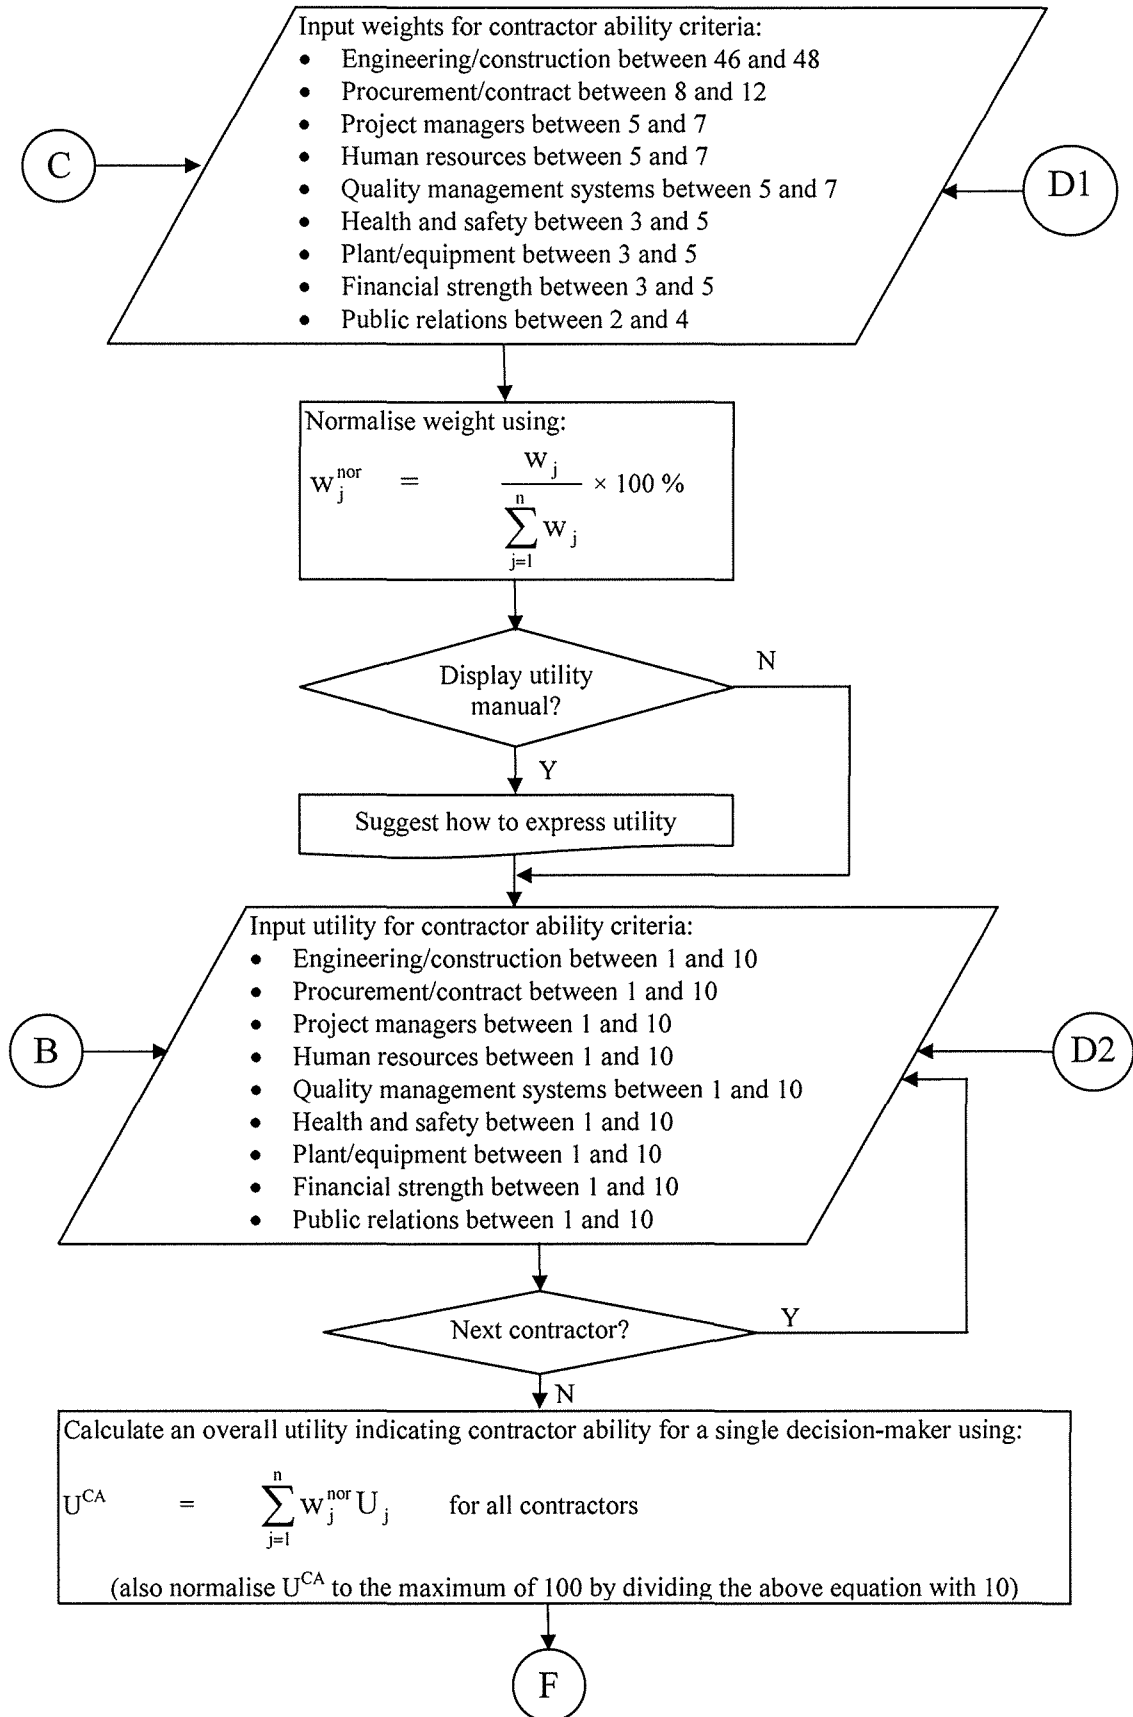 Input weights for contractor ability criteria:
• Engineering/construction between 46 and 48
• Procurement/contract between 8 and 12
• Project managers between 5 and 7
• Human resources between 5 and 7
• Quality management systems between 5 and 7
• Health and safety between 3 and 5
• Plant/equipment between 3 and 5
• Financial strength between 3 and 5
• Public relations between 2 and 4
C
D1
Normalise weight using:
w_j^nor = w_j / ∑_{j=1}^{n} w_j × 100 %
Display utility
manual?
N
Y
Suggest how to express utility
Input utility for contractor ability criteria:
• Engineering/construction between 1 and 10
• Procurement/contract between 1 and 10
• Project managers between 1 and 10
• Human resources between 1 and 10
• Quality management systems between 1 and 10
• Health and safety between 1 and 10
• Plant/equipment between 1 and 10
• Financial strength between 1 and 10
• Public relations between 1 and 10
B
D2
Next contractor?
Y
N
Calculate an overall utility indicating contractor ability for a single decision-maker using:
U^CA = ∑_{j=1}^{n} w_j^nor U_j for all contractors
(also normalise U^CA to the maximum of 100 by dividing the above equation with 10)
F